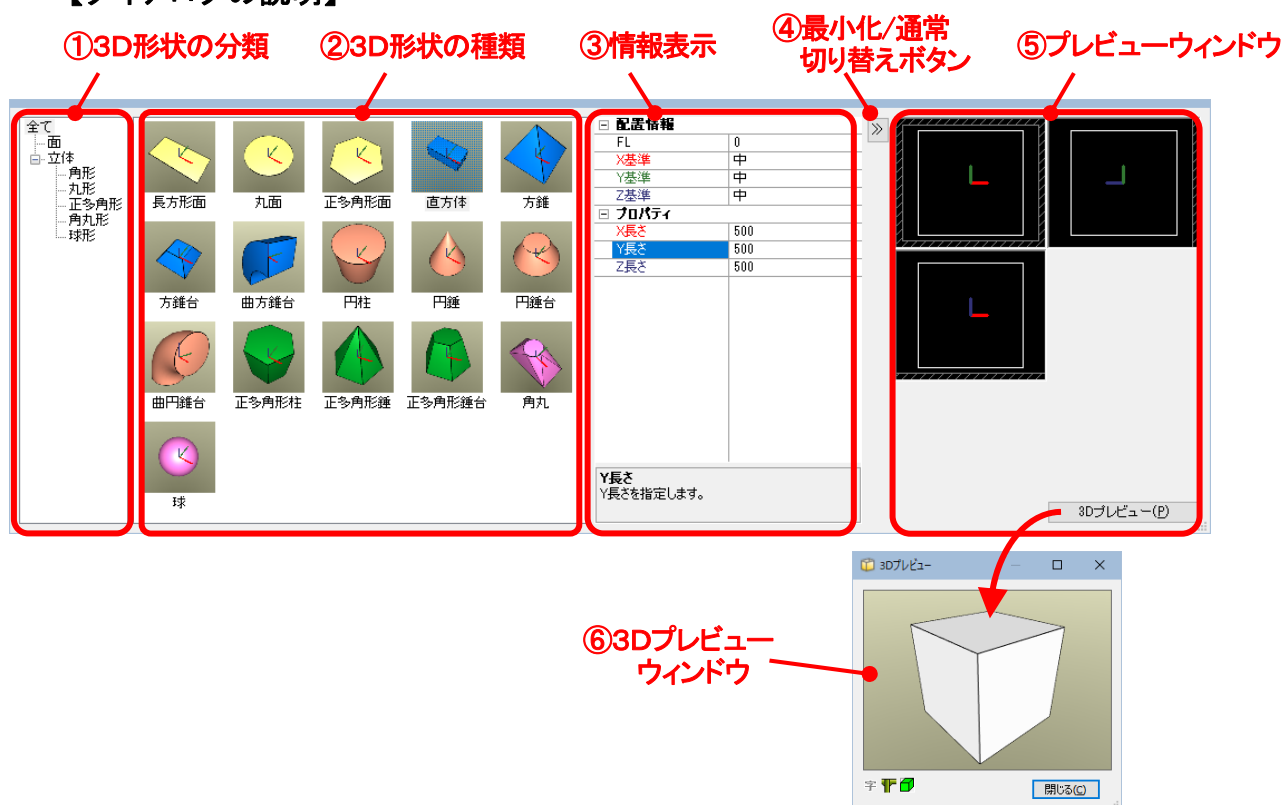 【ダイアログの説明】
①3D形状の分類
②3D形状の種類
③情報表示
④最小化/通常
切り替えボタン
⑤プレビューウィンドウ
全て
面
立体
角形
丸形
正多角形
角丸形
球形
長方形面
丸面
正多角形面
直方体
方錐
方錐台
曲方錐台
円柱
円錐
円錐台
曲円錐台
正多角形柱
正多角形錐
正多角形錐台
角丸
球
配置情報
FL 0
X基準 中
Y基準 中
Z基準 中
プロパティ
X長さ 500
Y長さ 500
Z長さ 500
Y長さ
Y長さを指定します。
3Dプレビュー(P)
3Dプレビュー
⑥3Dプレビュー
ウィンドウ
字
閉じる(C)